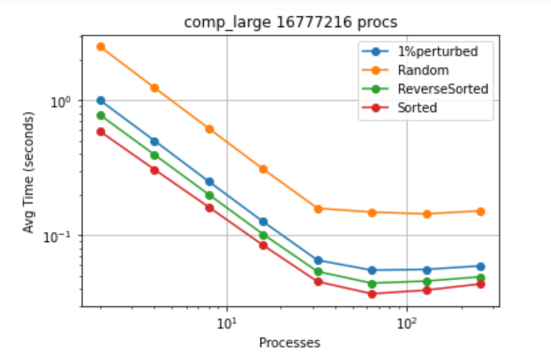 comp_large 16777216 procs
1%perturbed
Random
ReverseSorted
Sorted
Avg Time (seconds)
10⁰
10⁻¹
10¹
10²
Processes